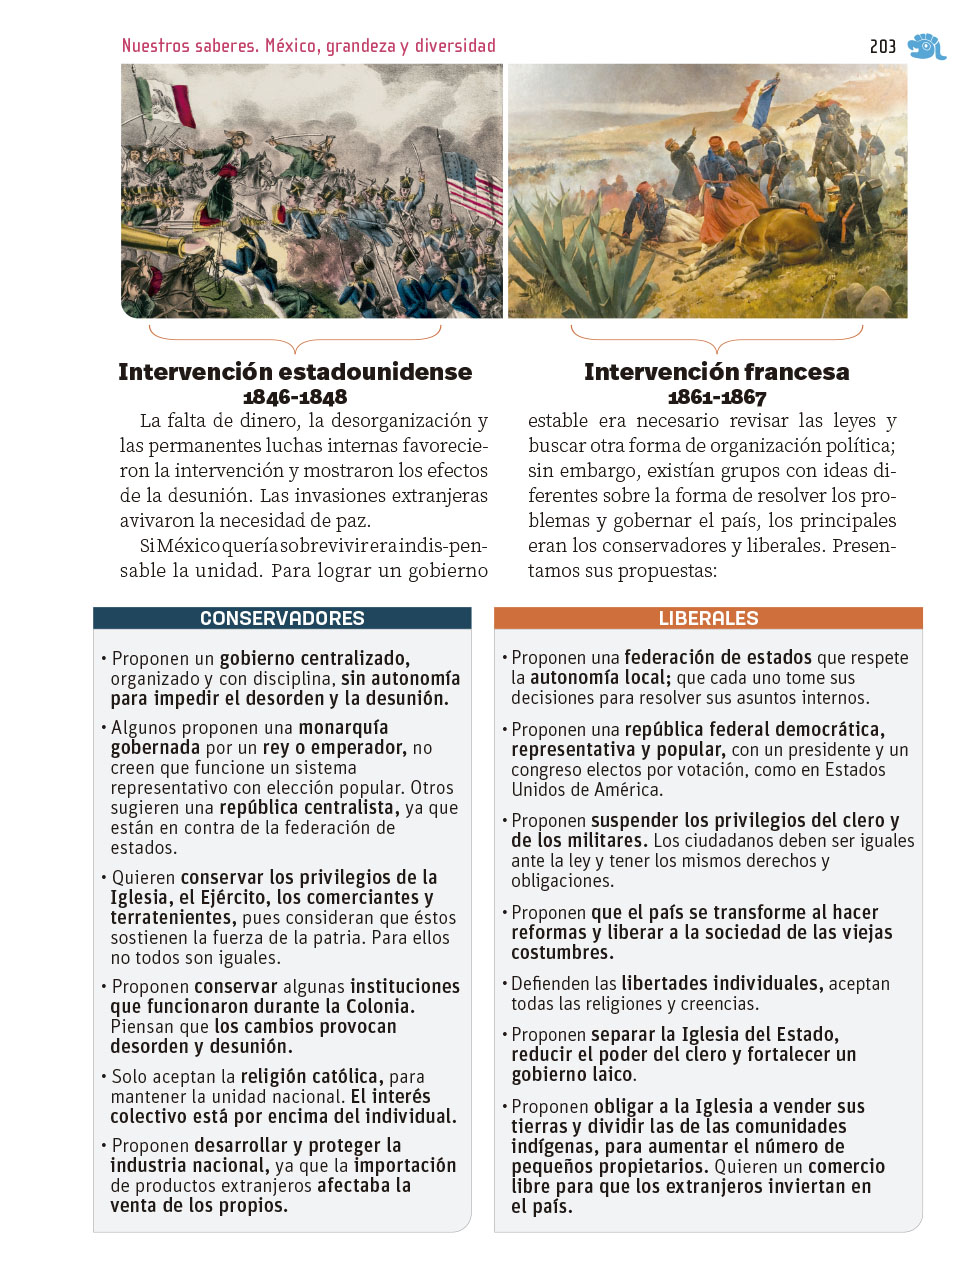 Nuestros saberes. México, grandeza y diversidad
203
Intervención estadounidense
1846-1848
La falta de dinero, la desorganización y
las permanentes luchas internas favorecie-
ron la intervención y mostraron los efectos
de la desunión. Las invasiones extranjeras
avivaron la necesidad de paz.
Si México quería sobrevivir era indis-pen-
sable la unidad. Para lograr un gobierno
Intervención francesa
1861-1867
estable era necesario revisar las leyes y
buscar otra forma de organización política;
sin embargo, existían grupos con ideas di-
ferentes sobre la forma de resolver los pro-
blemas y gobernar el país, los principales
eran los conservadores y liberales. Presen-
tamos sus propuestas:
CONSERVADORES
• Proponen un gobierno centralizado,
organizado y con disciplina, sin autonomía
para impedir el desorden y la desunión.
• Algunos proponen una monarquía
gobernada por un rey o emperador, no
creen que funcione un sistema
representativo con elección popular. Otros
sugieren una república centralista, ya que
están en contra de la federación de
estados.
• Quieren conservar los privilegios de la
Iglesia, el Ejército, los comerciantes y
terratenientes, pues consideran que éstos
sostienen la fuerza de la patria. Para ellos
no todos son iguales.
• Proponen conservar algunas instituciones
que funcionaron durante la Colonia.
Piensan que los cambios provocan
desorden y desunión.
• Solo aceptan la religión católica, para
mantener la unidad nacional. El interés
colectivo está por encima del individual.
• Proponen desarrollar y proteger la
industria nacional, ya que la importación
de productos extranjeros afectaba la
venta de los propios.
LIBERALES
• Proponen una federación de estados que respete
la autonomía local; que cada uno tome sus
decisiones para resolver sus asuntos internos.
• Proponen una república federal democrática,
representativa y popular, con un presidente y un
congreso electos por votación, como en Estados
Unidos de América.
• Proponen suspender los privilegios del clero y
de los militares. Los ciudadanos deben ser iguales
ante la ley y tener los mismos derechos y
obligaciones.
• Proponen que el país se transforme al hacer
reformas y liberar a la sociedad de las viejas
costumbres.
• Defienden las libertades individuales, aceptan
todas las religiones y creencias.
• Proponen separar la Iglesia del Estado,
reducir el poder del clero y fortalecer un
gobierno laico.
• Proponen obligar a la Iglesia a vender sus
tierras y dividir las de las comunidades
indígenas, para aumentar el número de
pequeños propietarios. Quieren un comercio
libre para que los extranjeros inviertan en
el país.